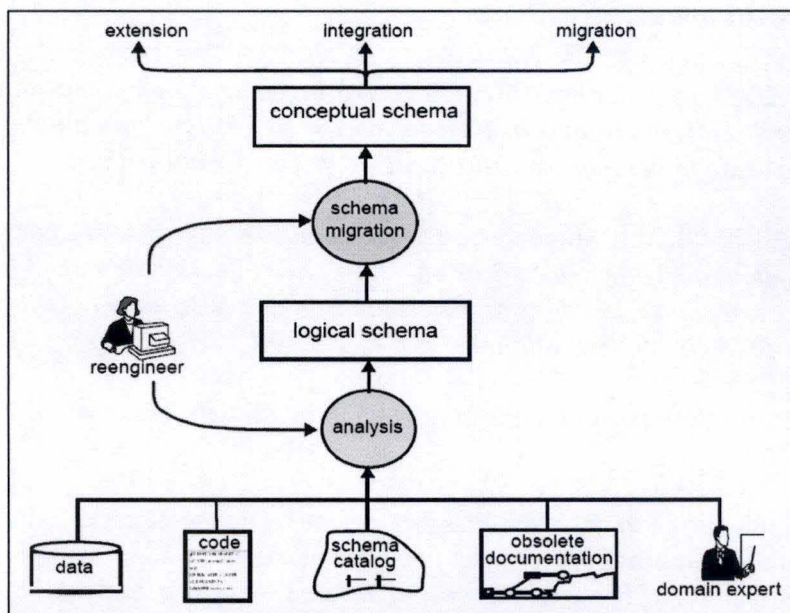 extension
integration
migration
conceptual schema
schema
migration
logical schema
reengineer
analysis
data
code
schema
catalog
obsolete
documentation
domain expert